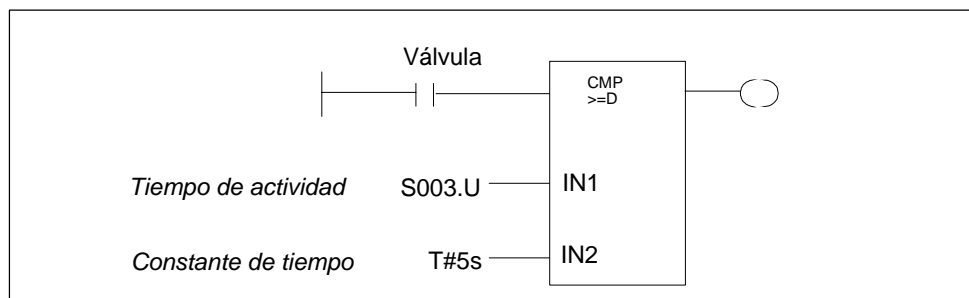 Válvula
CMP
>=D
Tiempo de actividad S003.U IN1
Constante de tiempo T#5s IN2